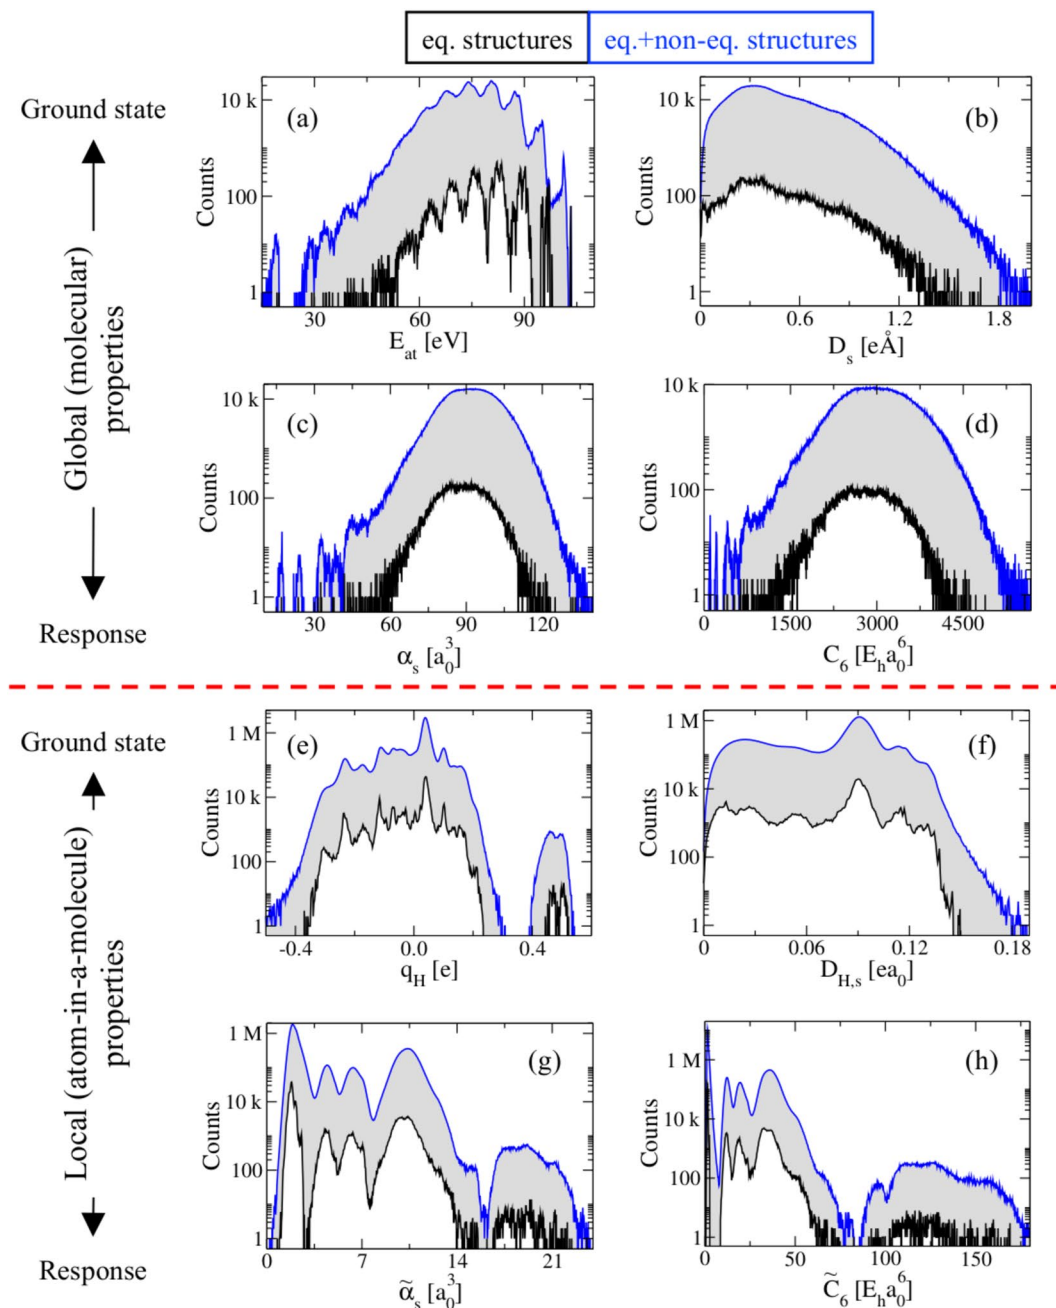 eq. structures eq.+non-eq. structures
Ground state
Global (molecular)
properties
Response
(a)
Counts
10 k
100
1
30 60 90
E_at [eV]
(b)
Counts
10 k
100
1
0 0.6 1.2 1.8
D_s [eÅ]
(c)
Counts
10 k
100
1
30 60 90 120
α_s [a_0^3]
(d)
Counts
10 k
100
1
0 1500 3000 4500
C_6 [E_h a_0^6]
Ground state
Local (atom-in-a-molecule)
properties
Response
(e)
Counts
1 M
10 k
100
1
-0.4 0.0 0.4
q_H [e]
(f)
Counts
1 M
10 k
100
1
0 0.06 0.12 0.18
D_H,s [ea_0]
(g)
Counts
1 M
10 k
100
1
0 7 14 21
α̃_s [a_0^3]
(h)
Counts
1 M
10 k
100
1
0 50 100 150
C̃_6 [E_h a_0^6]